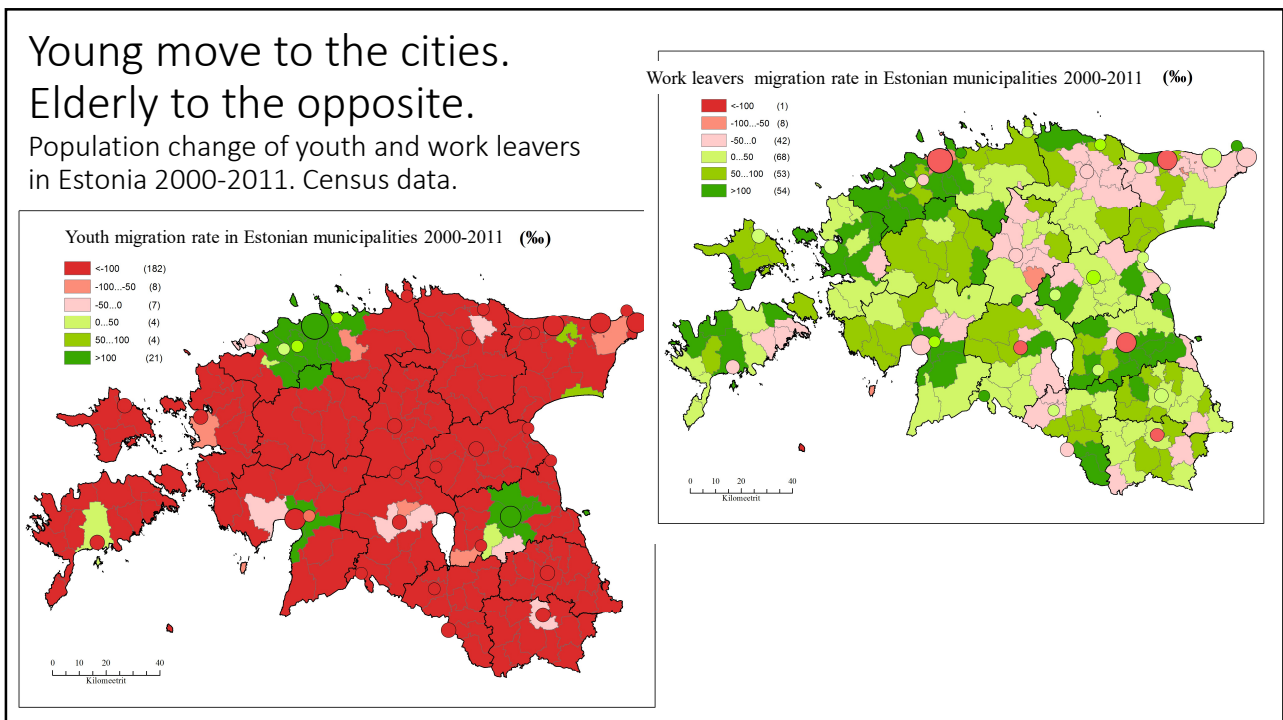 Young move to the cities.
Elderly to the opposite.
Population change of youth and work leavers
in Estonia 2000-2011. Census data.
Youth migration rate in Estonian municipalities 2000-2011 (‰)
<-100 (182)
-100...-50 (8)
-50...0 (7)
0...50 (4)
50...100 (4)
>100 (21)
0 10 20 40
Kilomeetrit
Work leavers migration rate in Estonian municipalities 2000-2011 (‰)
<-100 (1)
-100...-50 (8)
-50...0 (42)
0...50 (68)
50...100 (53)
>100 (54)
0 10 20 40
Kilomeetrit